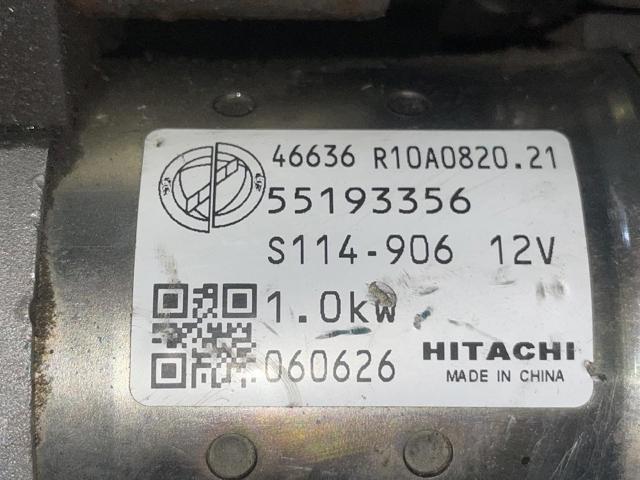 46636 R10A0820.21
55193356
S114-906 12V
1.0kw
060626
HITACHI
MADE IN CHINA